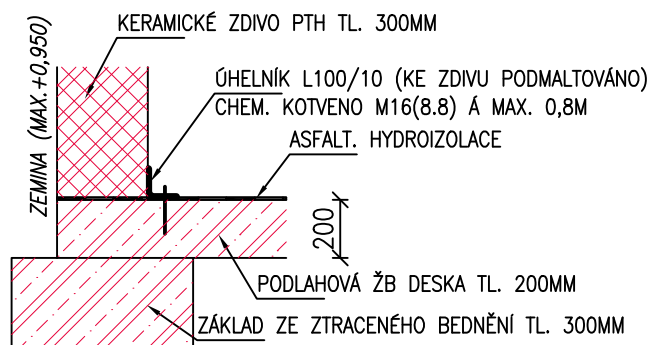 KERAMICKÉ ZDIVO PTH TL. 300MM
ZEMINA (MAX.+0,950)
ÚHELNÍK L100/10 (KE ZDIVU PODMALTOVÁNO)
CHEM. KOTVENO M16(8.8) Á MAX. 0,8M
ASFALT. HYDROIZOLACE
200
PODLAHOVÁ ŽB DESKA TL. 200MM
ZÁKLAD ZE ZTRACENÉHO BEDNĚNÍ TL. 300MM